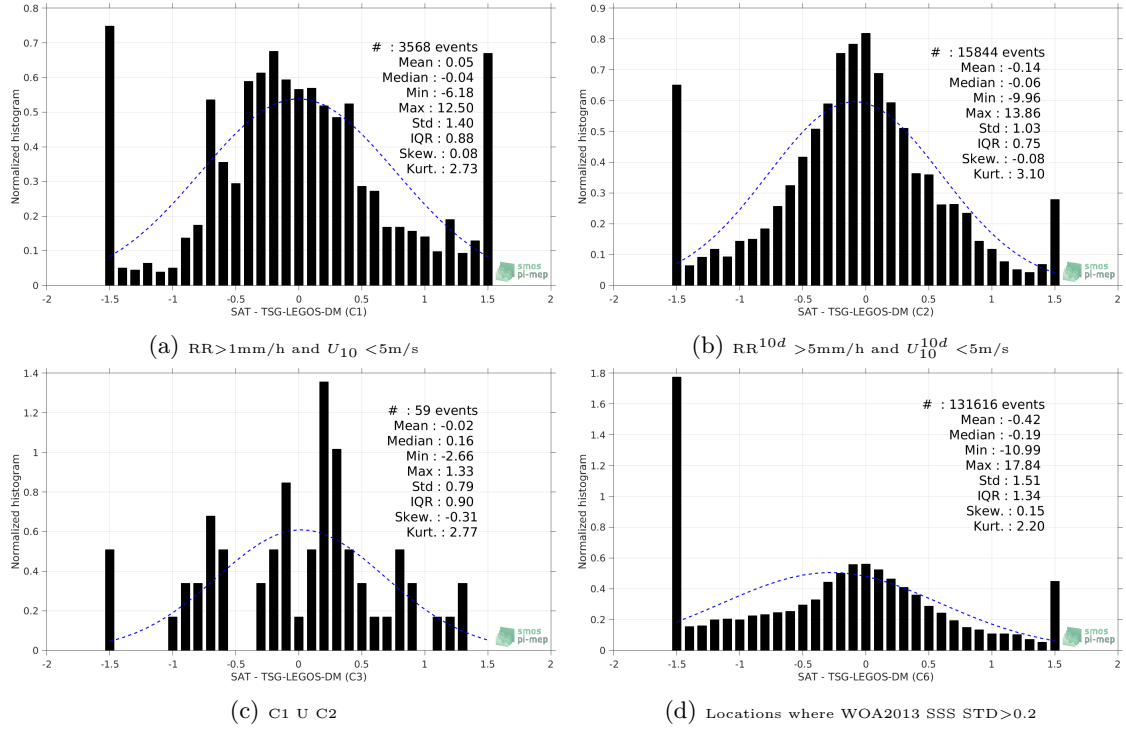 0.8
0.7
0.6
0.5
0.4
0.3
0.2
0.1
0
Normalized histogram
# : 3568 events
Mean : 0.05
Median : -0.04
Min : -6.18
Max : 12.50
Std : 1.40
IQR : 0.88
Skew. : 0.08
Kurt. : 2.73
smos
pi-mep
-2 -1.5 -1 -0.5 0 0.5 1 1.5 2
SAT - TSG-LEGOS-DM (C1)
(a) RR>1mm/h and U10 <5m/s
0.9
0.8
0.7
0.6
0.5
0.4
0.3
0.2
0.1
0
Normalized histogram
# : 15844 events
Mean : -0.14
Median : -0.06
Min : -9.96
Max : 13.86
Std : 1.03
IQR : 0.75
Skew. : -0.08
Kurt. : 3.10
smos
pi-mep
-2 -1.5 -1 -0.5 0 0.5 1 1.5 2
SAT - TSG-LEGOS-DM (C2)
(b) RR^10d >5mm/h and U10^10d <5m/s
1.4
1.2
1
0.8
0.6
0.4
0.2
0
Normalized histogram
# : 59 events
Mean : -0.02
Median : 0.16
Min : -2.66
Max : 1.33
Std : 0.79
IQR : 0.90
Skew. : -0.31
Kurt. : 2.77
smos
pi-mep
-2 -1.5 -1 -0.5 0 0.5 1 1.5 2
SAT - TSG-LEGOS-DM (C3)
(c) C1 U C2
1.8
1.6
1.4
1.2
1
0.8
0.6
0.4
0.2
0
Normalized histogram
# : 131616 events
Mean : -0.42
Median : -0.19
Min : -10.99
Max : 17.84
Std : 1.51
IQR : 1.34
Skew. : 0.15
Kurt. : 2.20
smos
pi-mep
-2 -1.5 -1 -0.5 0 0.5 1 1.5 2
SAT - TSG-LEGOS-DM (C6)
(d) Locations where WOA2013 SSS STD>0.2